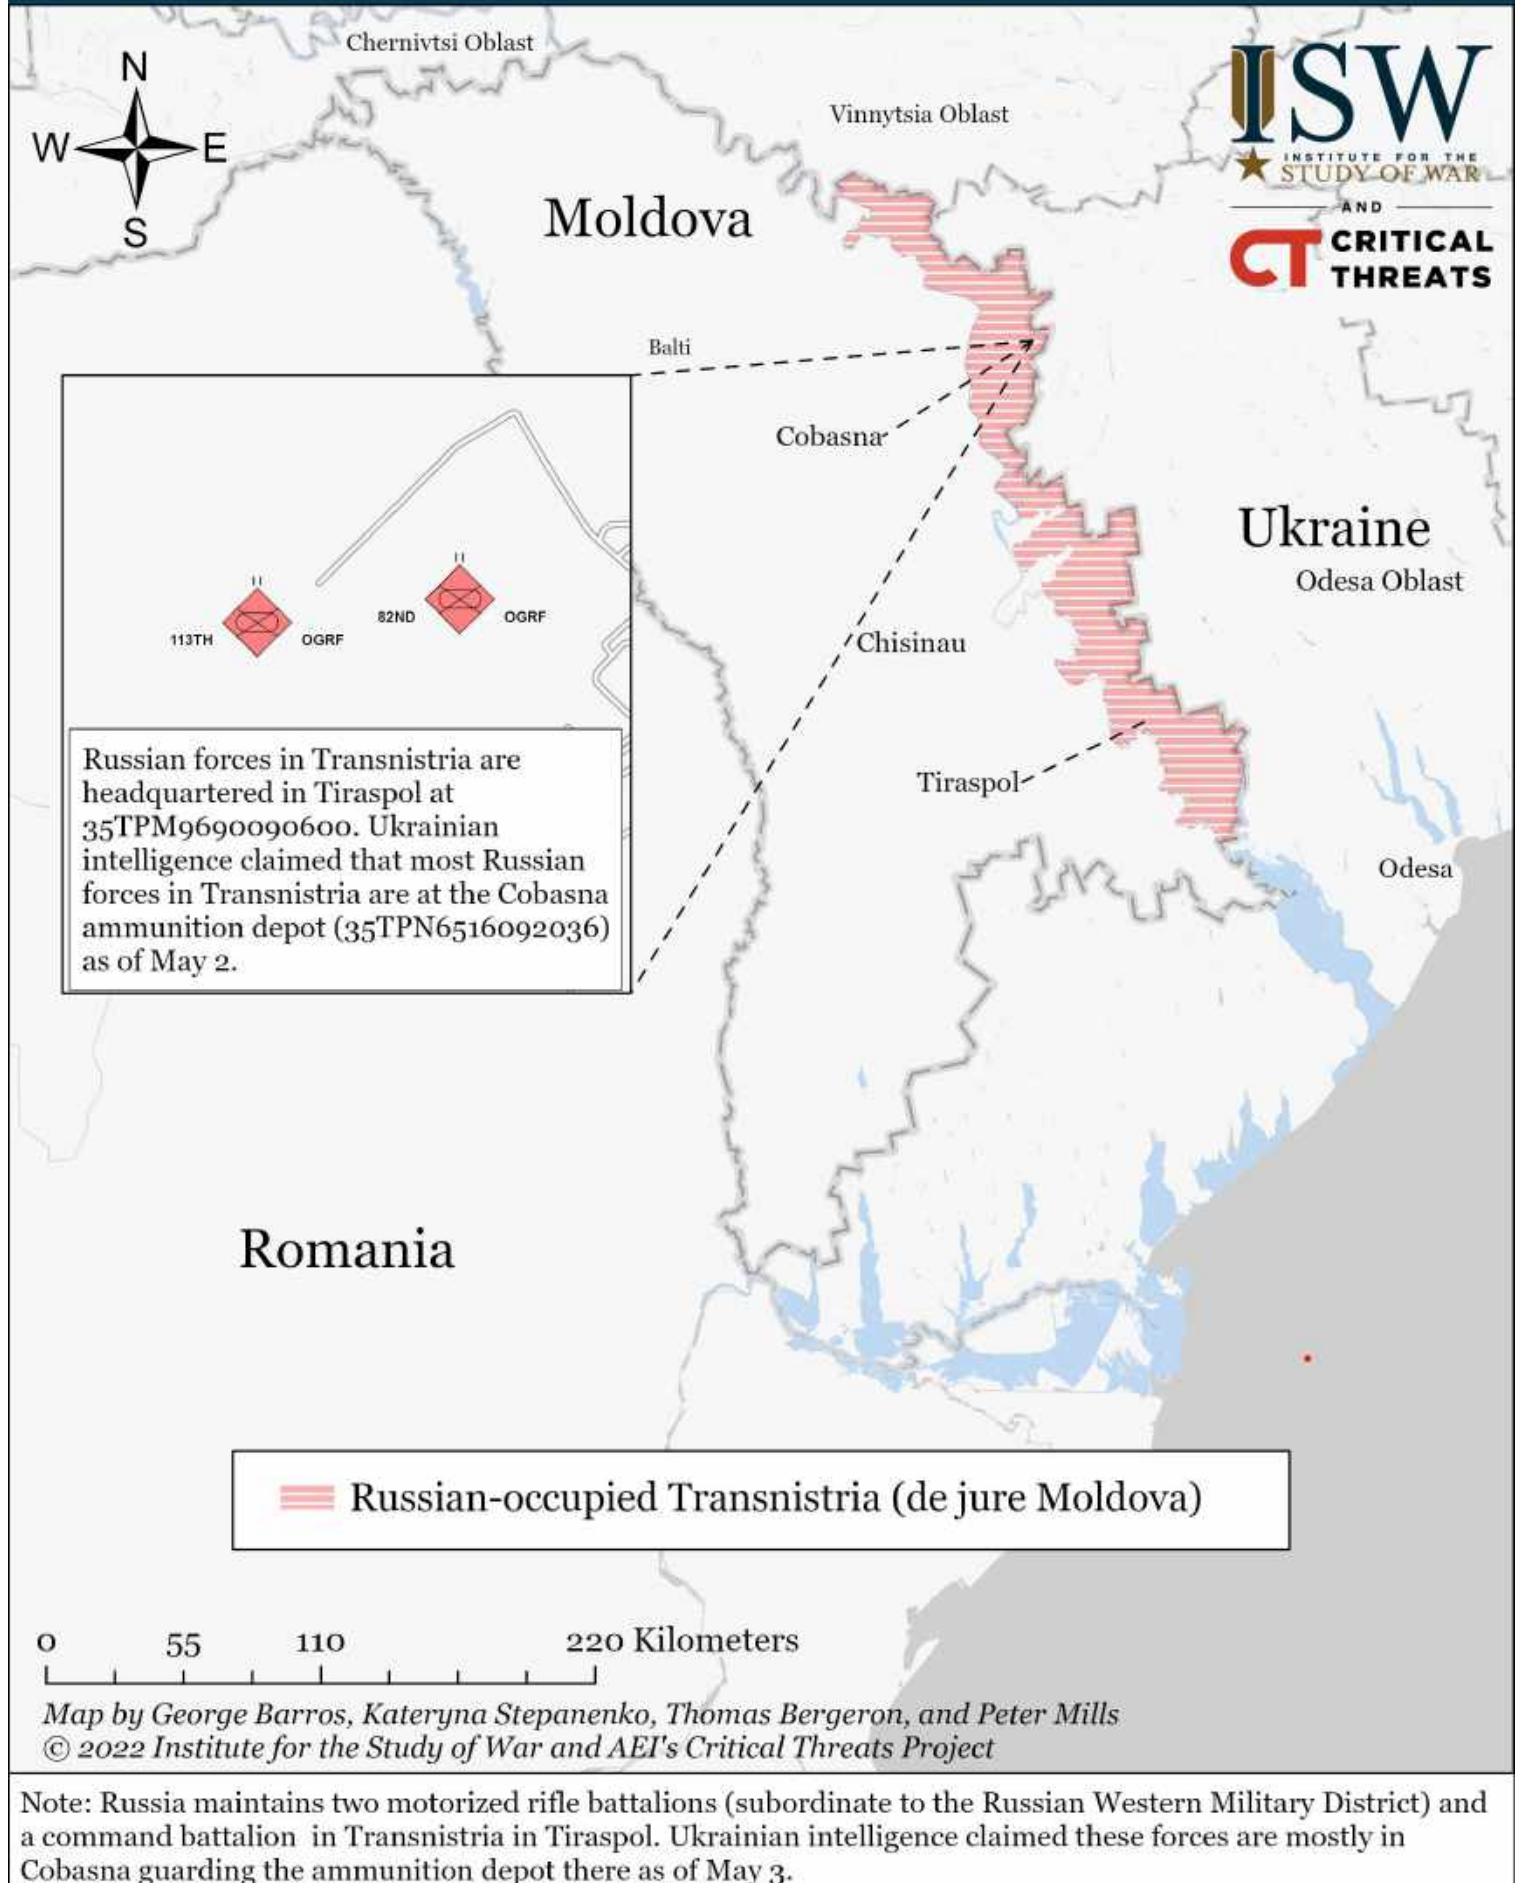 Chernivtsi Oblast
N
W
E
S
Vinnytsia Oblast
ISW
INSTITUTE FOR THE
STUDY OF WAR
AND
CT CRITICAL
THREATS
Moldova
Balti
Cobasna
Ukraine
Odesa Oblast
113TH
OGRF
82ND
OGRF
Chisinau
Tiraspol
Odesa
Russian forces in Transnistria are
headquartered in Tiraspol at
35TPM9690090600. Ukrainian
intelligence claimed that most Russian
forces in Transnistria are at the Cobasna
ammunition depot (35TPN6516092036)
as of May 2.
Romania
Russian-occupied Transnistria (de jure Moldova)
0 55 110 220 Kilometers
Map by George Barros, Kateryna Stepanenko, Thomas Bergeron, and Peter Mills
© 2022 Institute for the Study of War and AEI's Critical Threats Project
Note: Russia maintains two motorized rifle battalions (subordinate to the Russian Western Military District) and
a command battalion in Transnistria in Tiraspol. Ukrainian intelligence claimed these forces are mostly in
Cobasna guarding the ammunition depot there as of May 3.